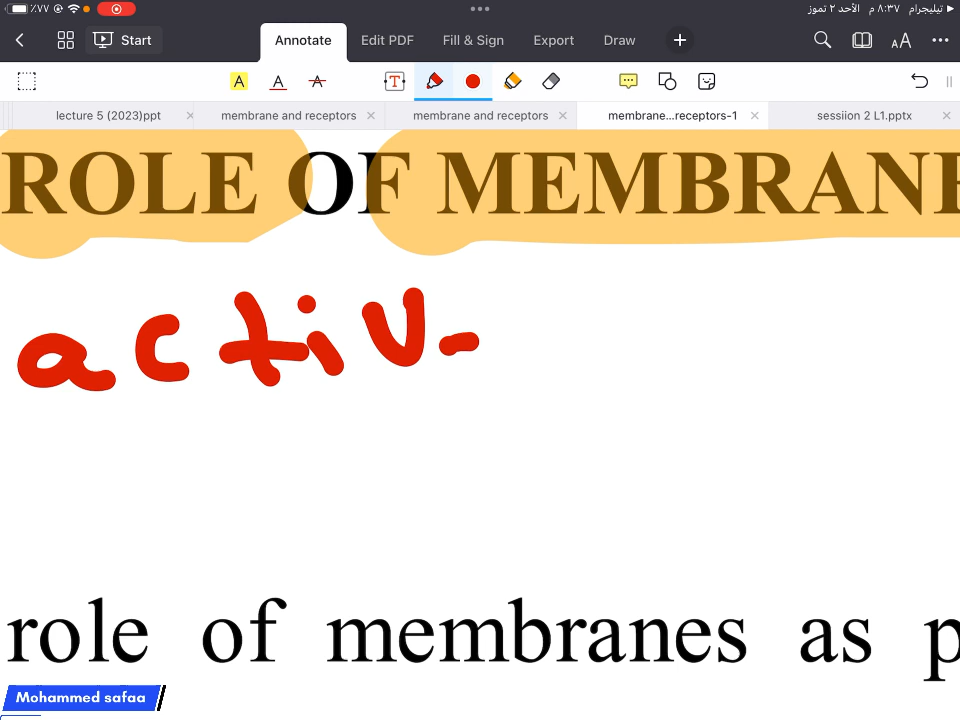 ٪٧٧ الأحد ٢ تموز ٨:٣٧ م تيليجرام
Start Annotate Edit PDF Fill & Sign Export Draw
A A A T AA
lecture 5 (2023)ppt membrane and receptors membrane and receptors membrane...receptors-1 sessiion 2 L1.pptx
ROLE OF MEMBRANE
activ
role of membranes as p
Mohammed safaa